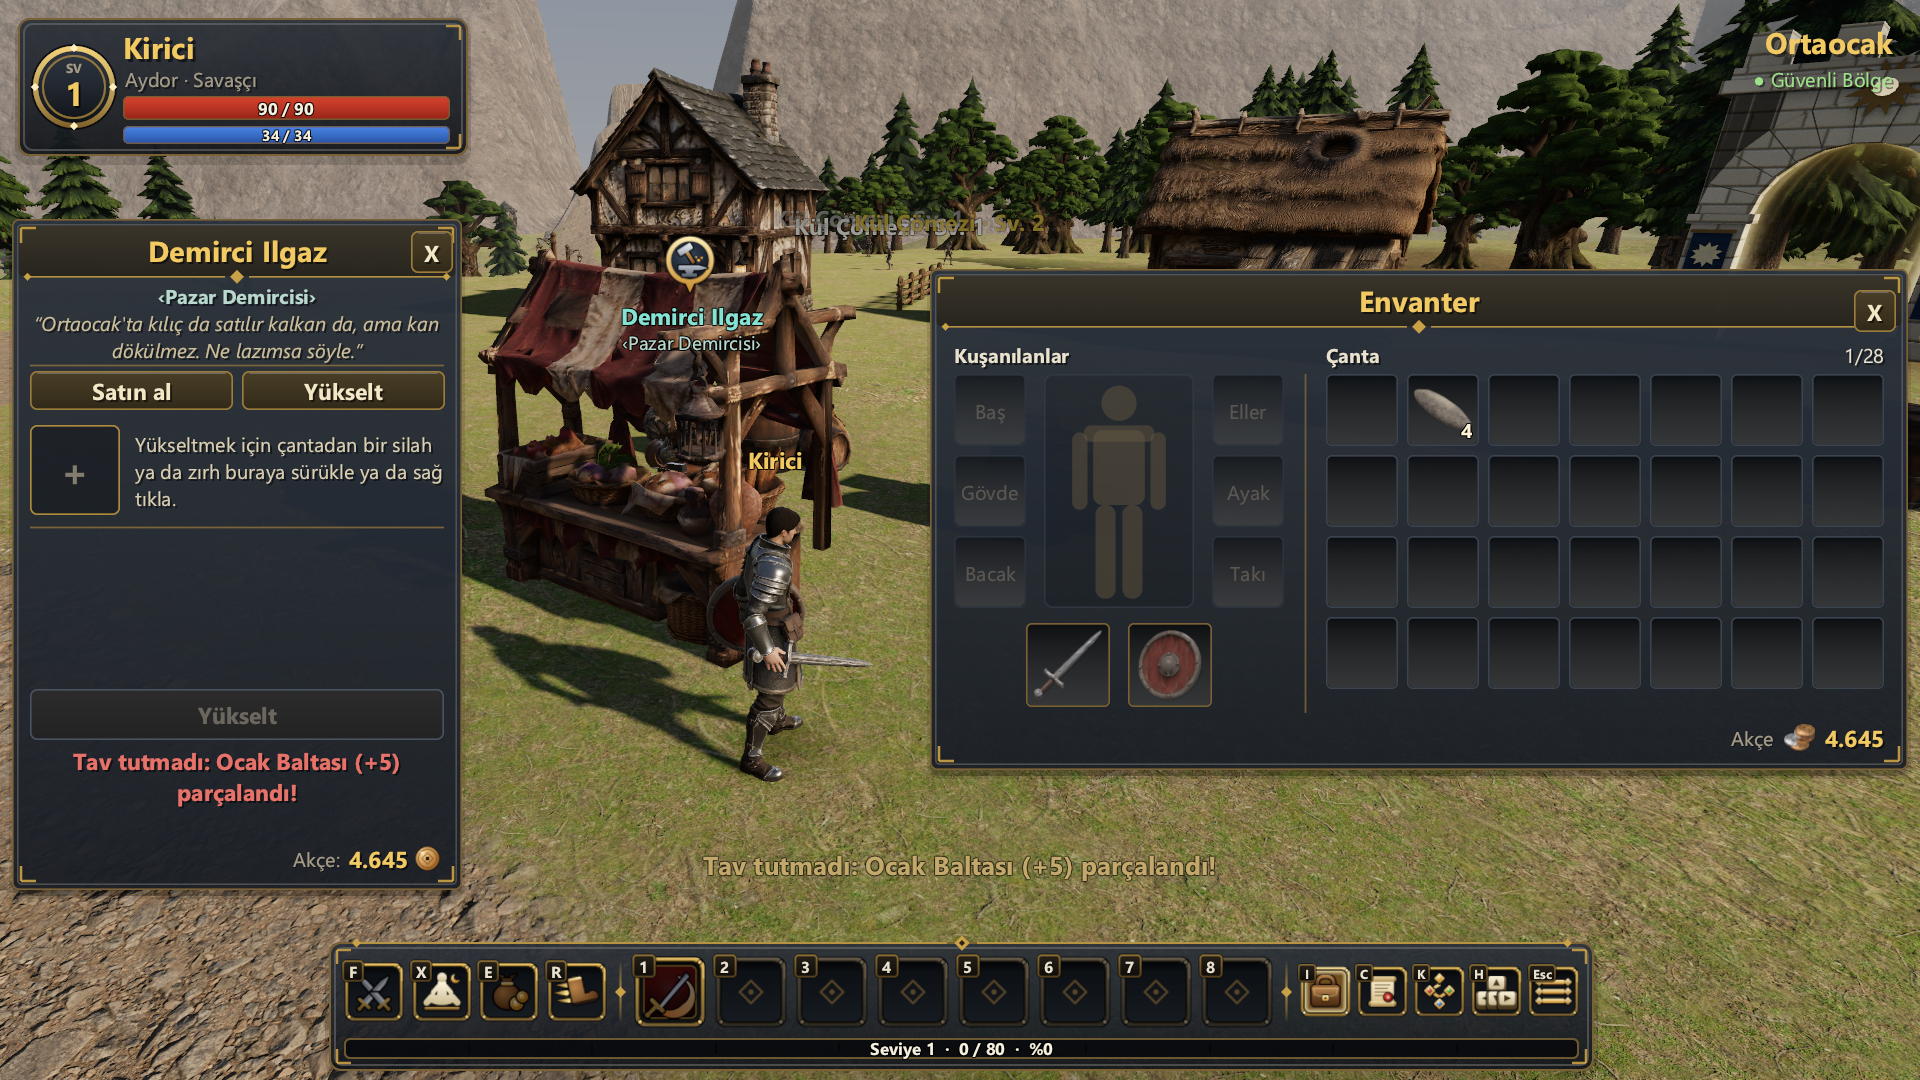 Kirici
SV
1
Aydor · Savaşçı
90 / 90
34 / 34
Ortaocak
Güvenli Bölge
Demirci Ilgaz
X
‹Pazar Demircisi›
“Ortaocak'ta kılıç da satılır kalkan da, ama kan
dökülmez. Ne lazımsa söyle.”
Satın al
Yükselt
+
Yükseltmek için çantadan bir silah
ya da zırh buraya sürükle ya da sağ
tıkla.
Yükselt
Tav tutmadı: Ocak Baltası (+5)
parçalandı!
Akçe: 4.645
Sv. 2
Demirci Ilgaz
‹Pazar Demircisi›
Kirici
Envanter
X
Kuşanılanlar
Baş
Eller
Gövde
Ayak
Bacak
Takı
Çanta
1/28
4
Akçe 4.645
Tav tutmadı: Ocak Baltası (+5) parçalandı!
F X E R 1 2 3 4 5 6 7 8 I C K H Esc
Seviye 1 · 0 / 80 · %0